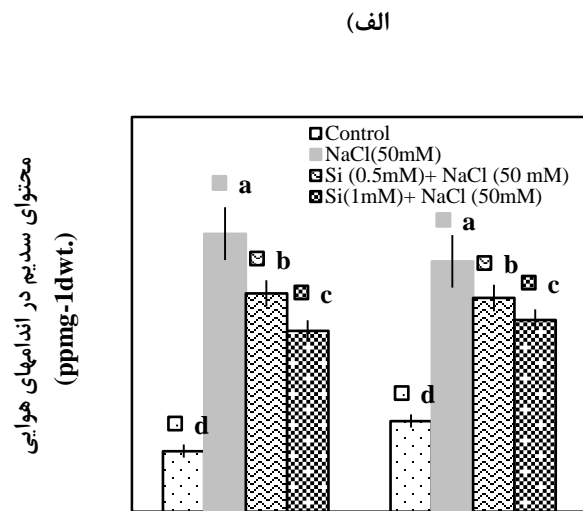 الف)
Control
NaCl(50mM)
Si (0.5mM)+ NaCl (50 mM)
Si(1mM)+ NaCl (50mM)
محتوای سدیم در اندامهای هوایی
(ppmg-1dwt.)
a
b
c
d
a
b
c
d